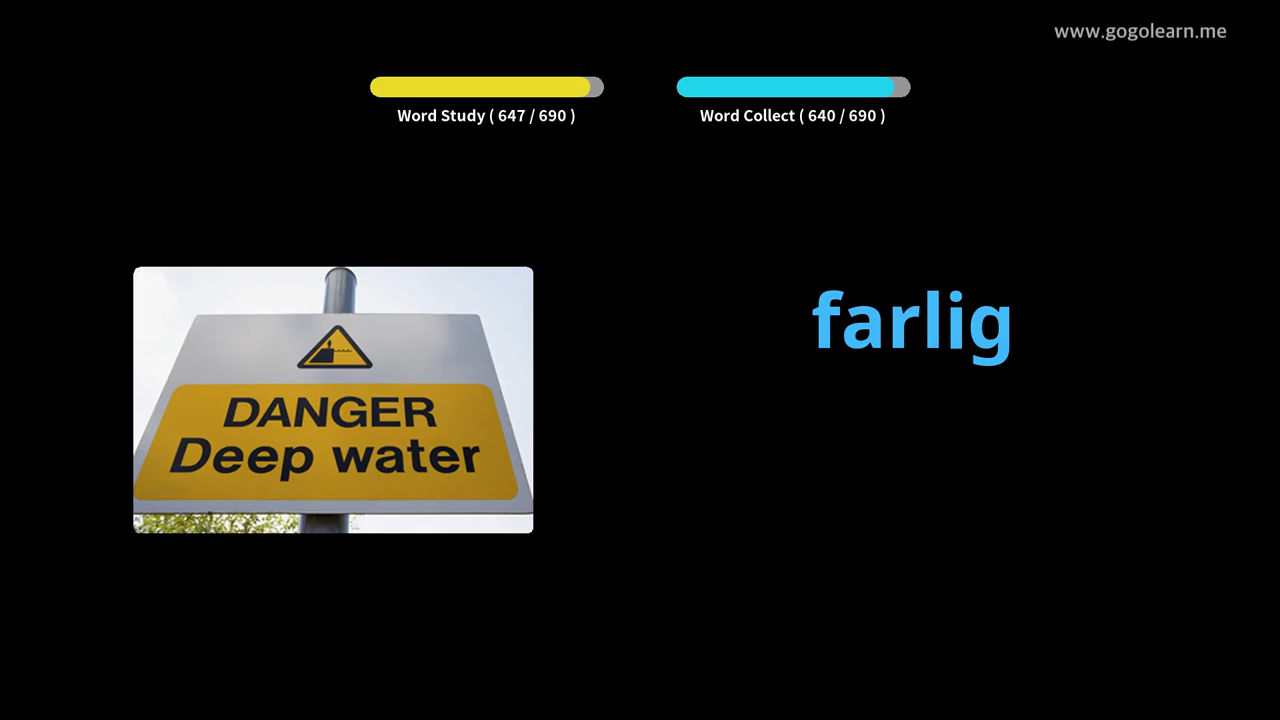 www.gogolearn.me
Word Study ( 647 / 690 )
Word Collect ( 640 / 690 )
DANGER
Deep water
farlig